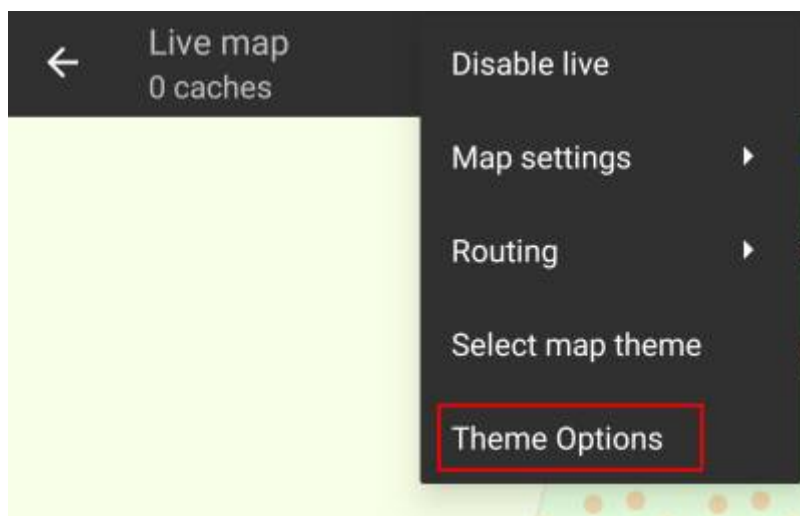 Live map
0 caches
Disable live
Map settings
Routing
Select map theme
Theme Options